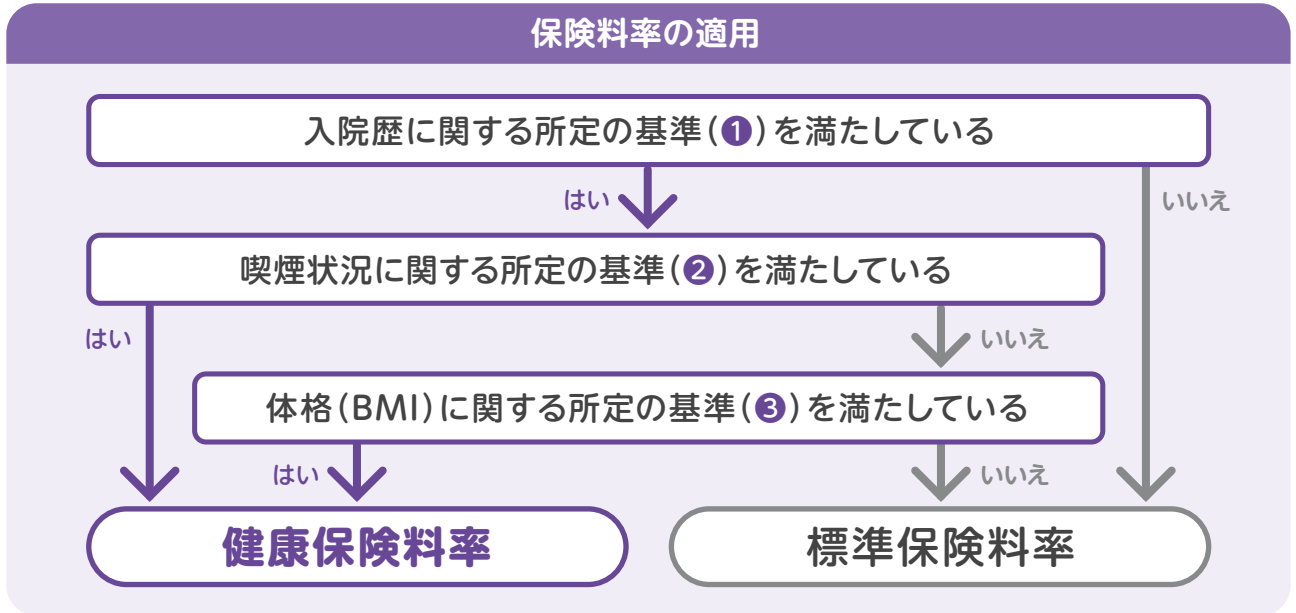 保険料率の適用
入院歴に関する所定の基準(❶)を満たしている
はい
いいえ
喫煙状況に関する所定の基準(❷)を満たしている
はい
いいえ
体格(BMI)に関する所定の基準(❸)を満たしている
はい
いいえ
健康保険料率
標準保険料率